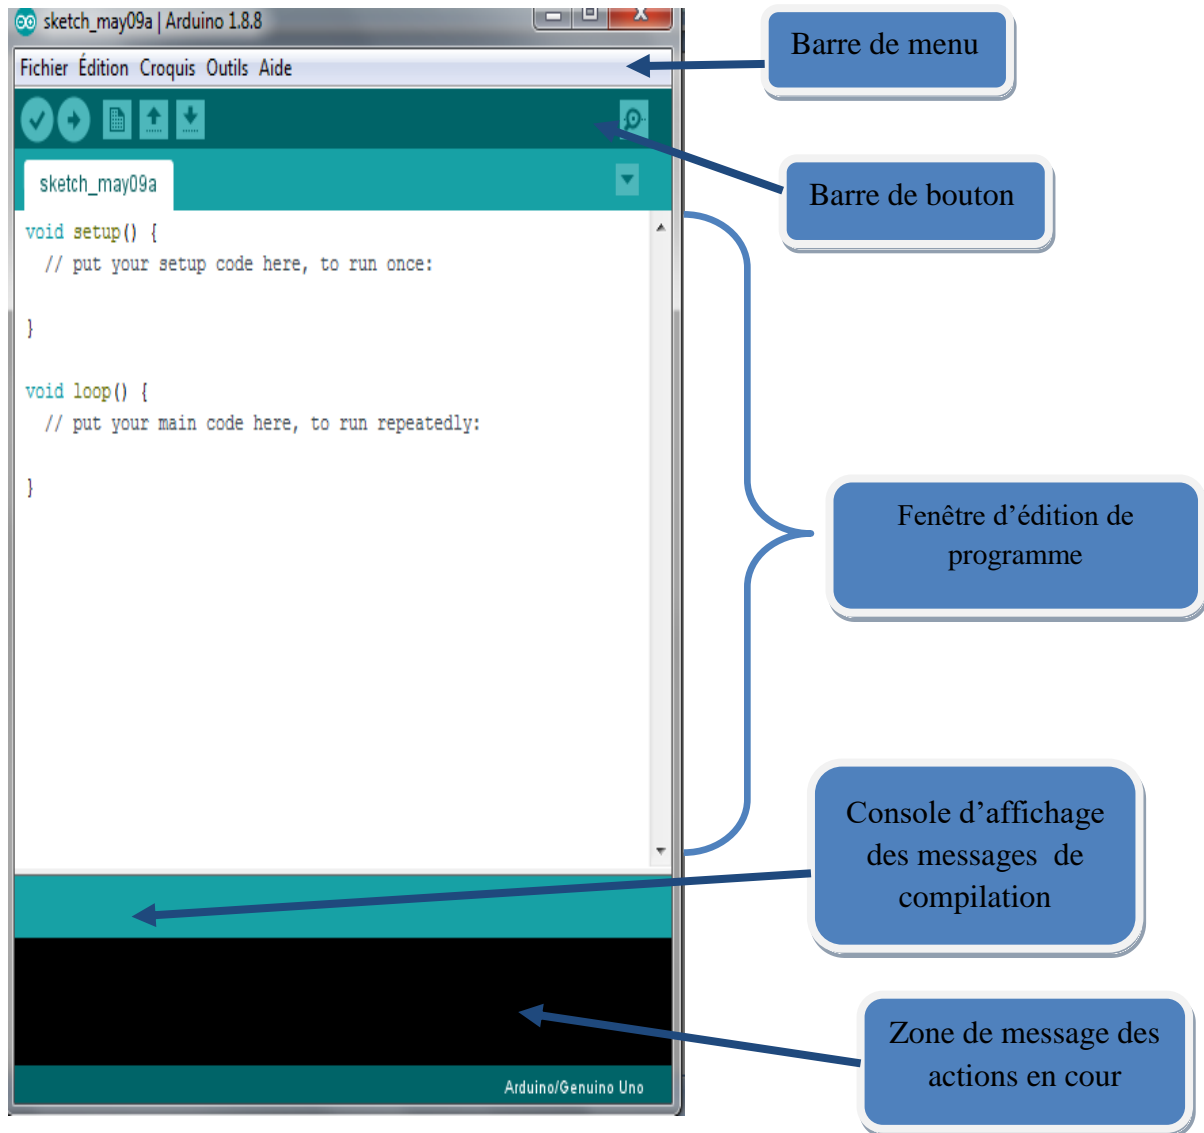 sketch_may09a | Arduino 1.8.8
Fichier Édition Croquis Outils Aide
Barre de menu
sketch_may09a
Barre de bouton
void setup() {
// put your setup code here, to run once:
}
void loop() {
// put your main code here, to run repeatedly:
}
Fenêtre d’édition de
programme
Console d’affichage
des messages de
compilation
Zone de message des
actions en cour
Arduino/Genuino Uno